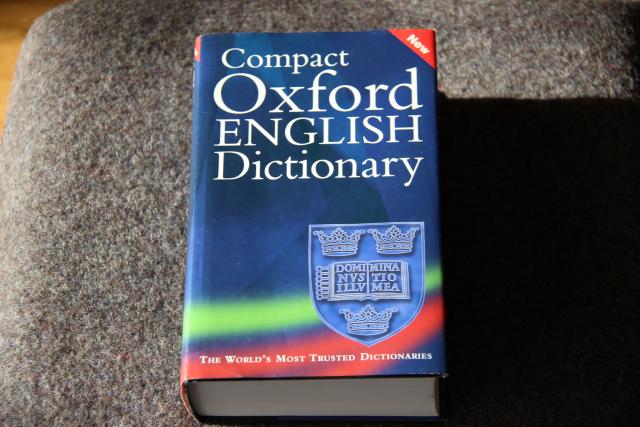 New
Compact
Oxford
ENGLISH
Dictionary
DOMI MINA
NVS TIO
ILLV MEA
THE WORLD'S MOST TRUSTED DICTIONARIES